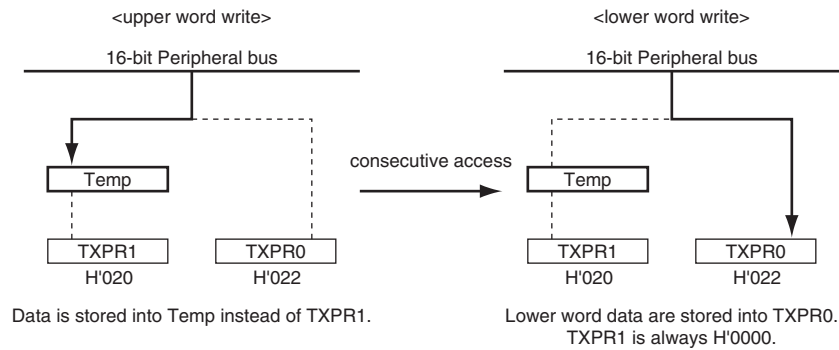 <upper word write>
16-bit Peripheral bus
Temp
TXPR1
TXPR0
H'020
H'022
Data is stored into Temp instead of TXPR1.
consecutive access
<lower word write>
16-bit Peripheral bus
Temp
TXPR1
TXPR0
H'020
H'022
Lower word data are stored into TXPR0.
TXPR1 is always H'0000.